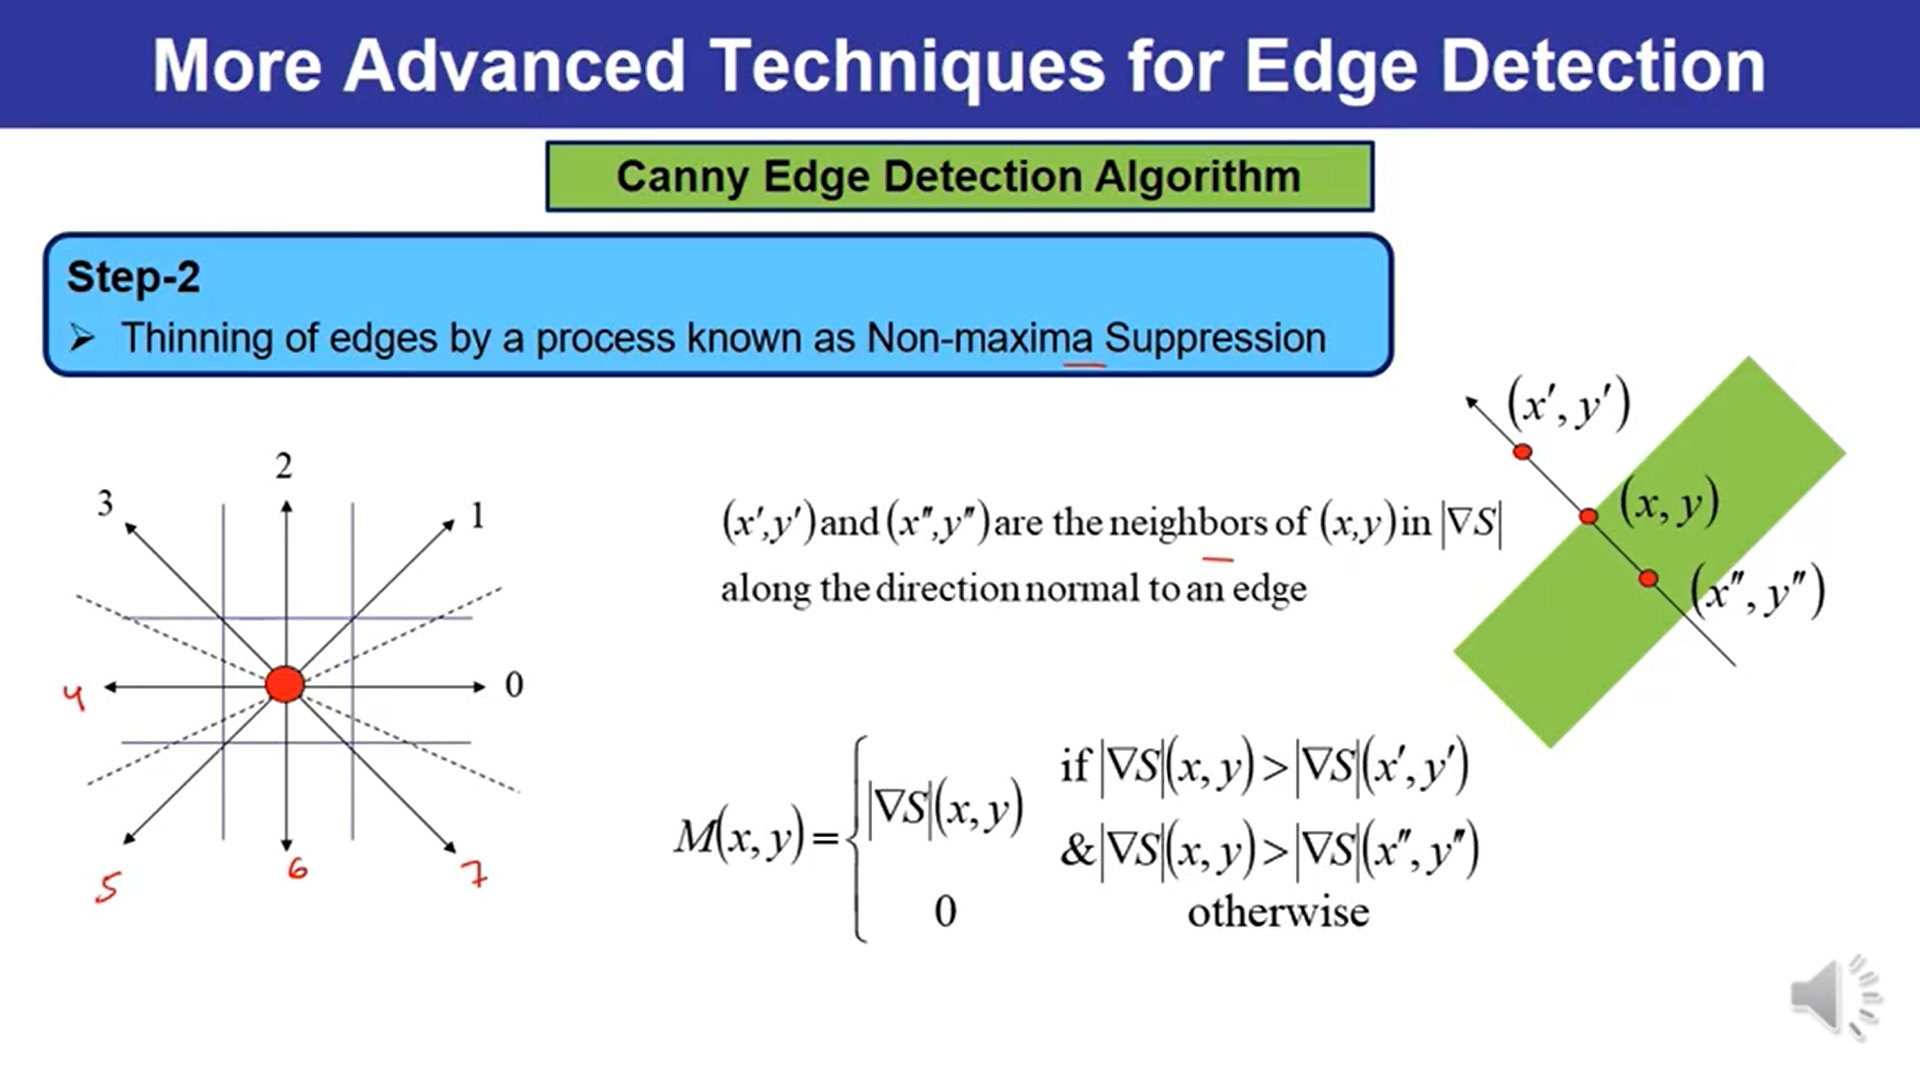 More Advanced Techniques for Edge Detection
Canny Edge Detection Algorithm
Step-2
➢ Thinning of edges by a process known as Non-maxima Suppression
(x′, y′)
(x, y)
(x″, y″)
2
3
1
4
0
5
6
7
(x′,y′) and (x″,y″) are the neighbors of (x,y) in |∇S|
along the direction normal to an edge
M(x, y) = { |∇S|(x, y) if |∇S|(x, y) > |∇S|(x′, y′)
& |∇S|(x, y) > |∇S|(x″, y″)
0 otherwise